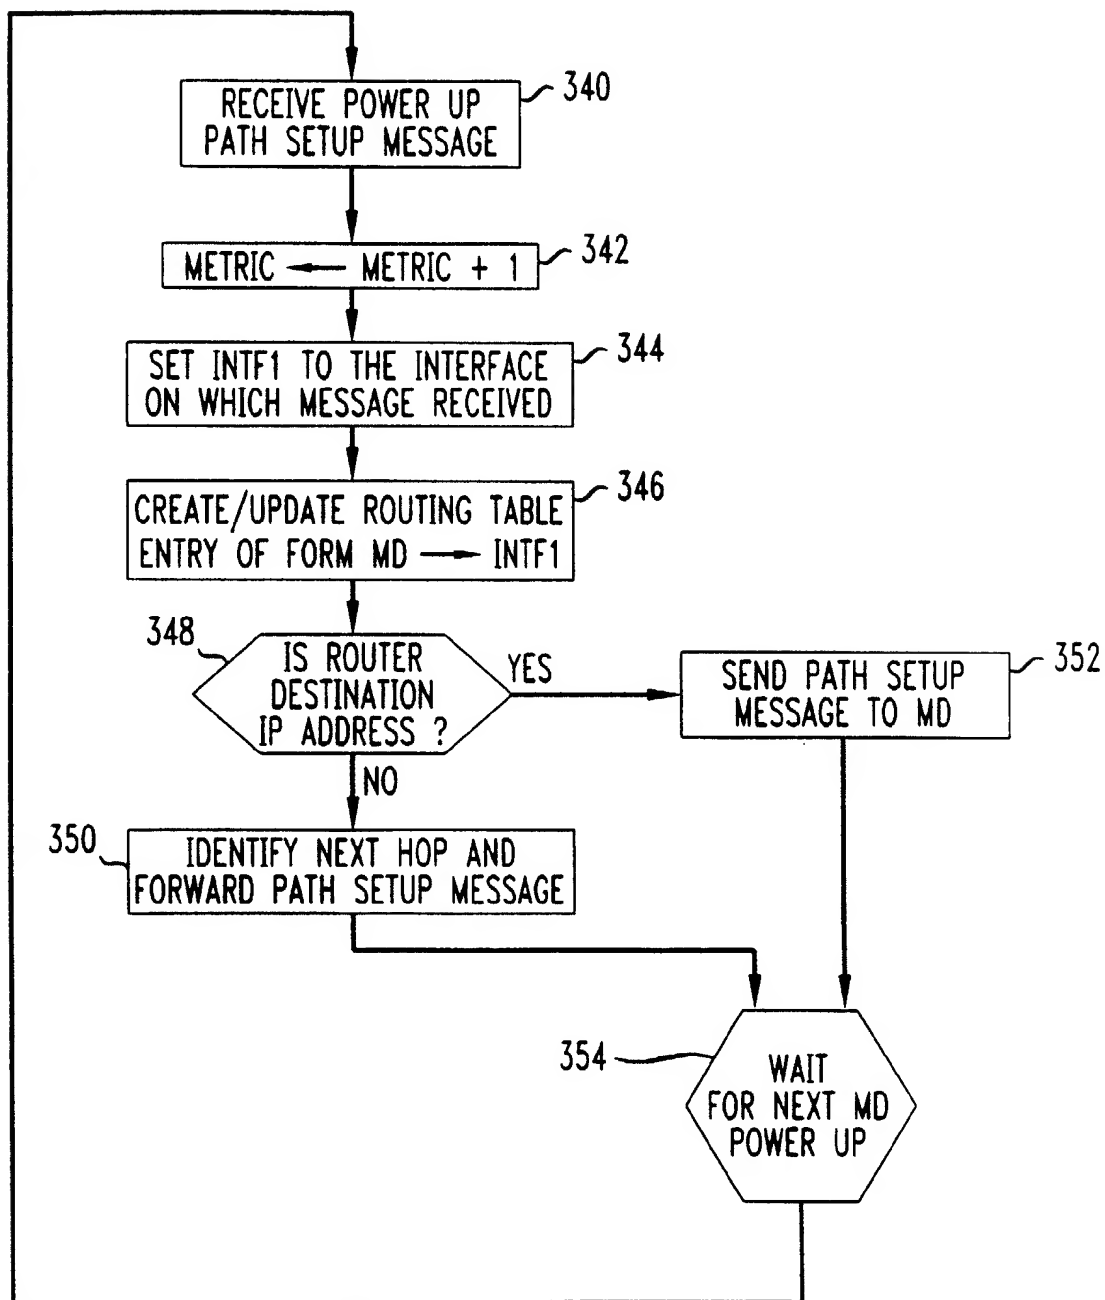 RECEIVE POWER UP
PATH SETUP MESSAGE
340
METRIC ← METRIC + 1
342
SET INTF1 TO THE INTERFACE
ON WHICH MESSAGE RECEIVED
344
CREATE/UPDATE ROUTING TABLE
ENTRY OF FORM MD → INTF1
346
348
IS ROUTER
DESTINATION
IP ADDRESS ?
YES
NO
SEND PATH SETUP
MESSAGE TO MD
352
350
IDENTIFY NEXT HOP AND
FORWARD PATH SETUP MESSAGE
354
WAIT
FOR NEXT MD
POWER UP